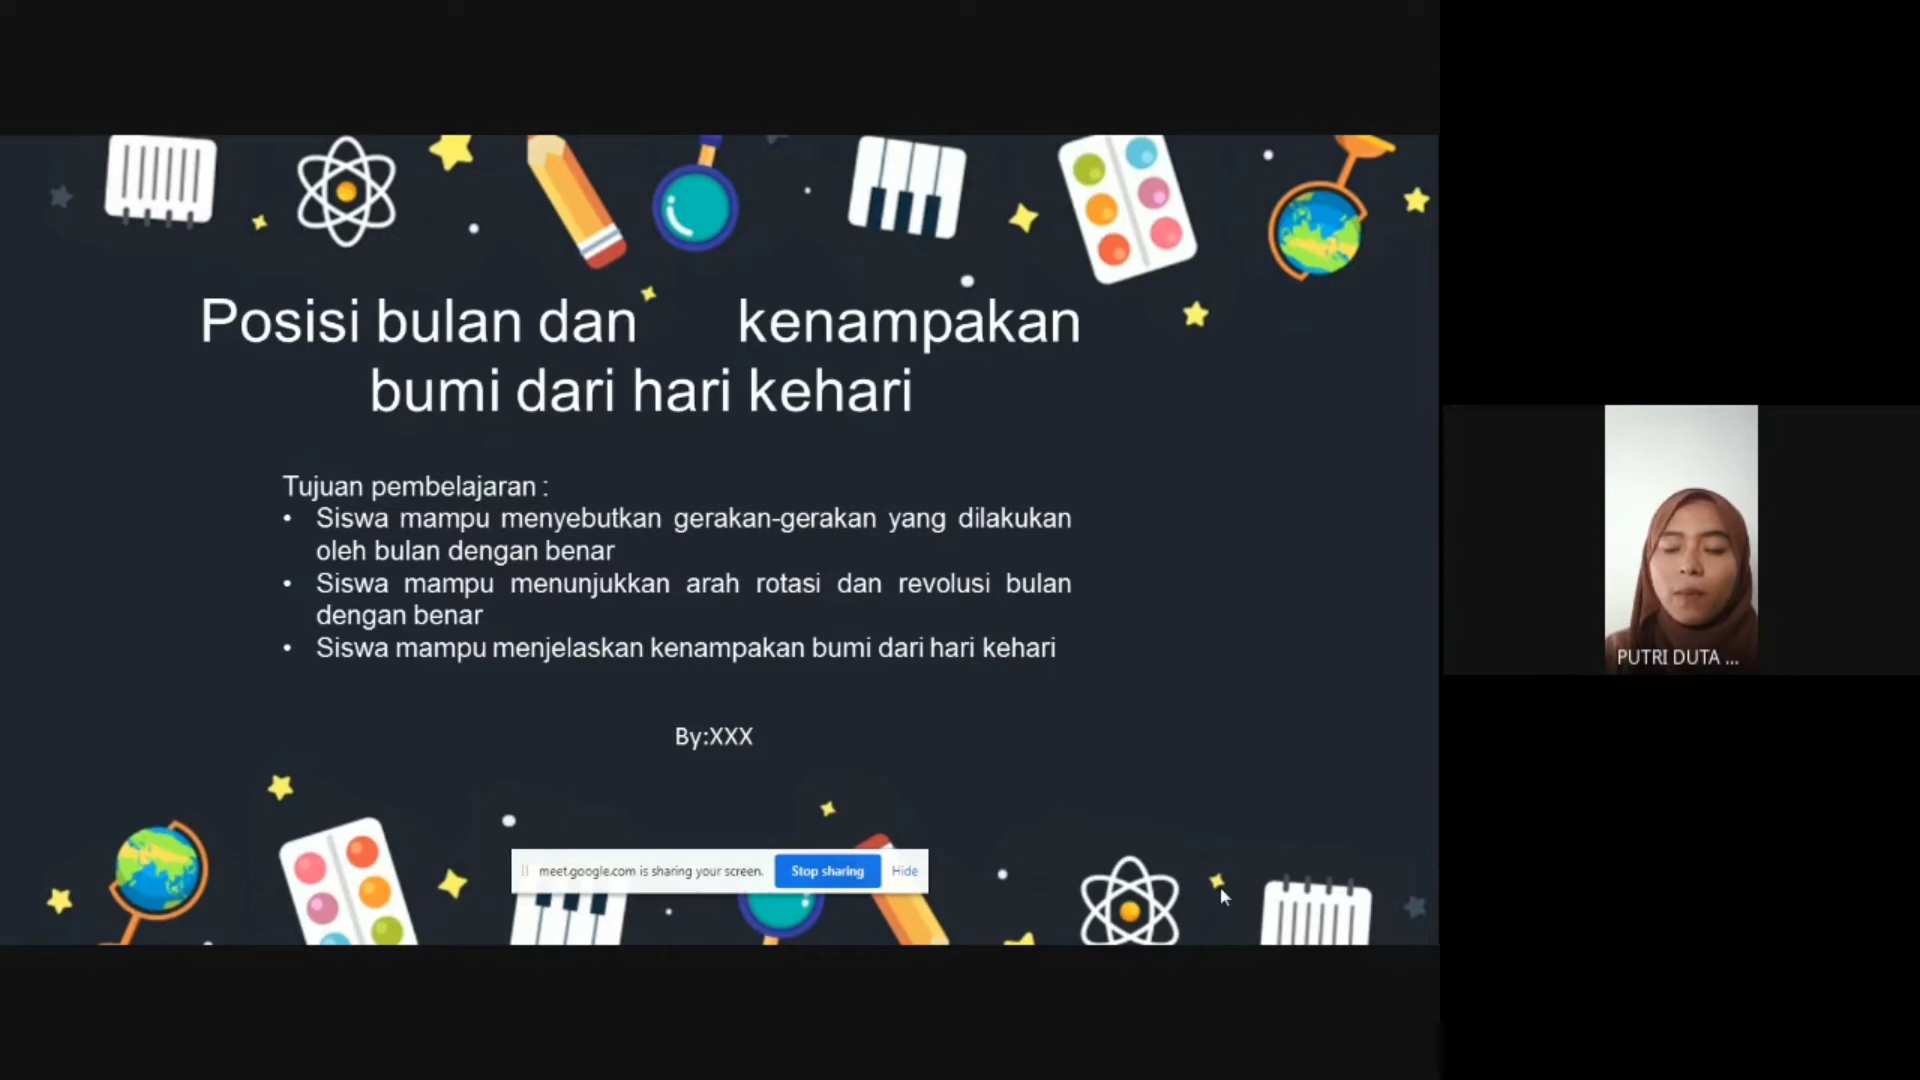 Posisi bulan dan kenampakan
bumi dari hari kehari
Tujuan pembelajaran :
• Siswa mampu menyebutkan gerakan-gerakan yang dilakukan
oleh bulan dengan benar
• Siswa mampu menunjukkan arah rotasi dan revolusi bulan
dengan benar
• Siswa mampu menjelaskan kenampakan bumi dari hari kehari
By:XXX
meet.google.com is sharing your screen. Stop sharing Hide
PUTRI DUTA ...